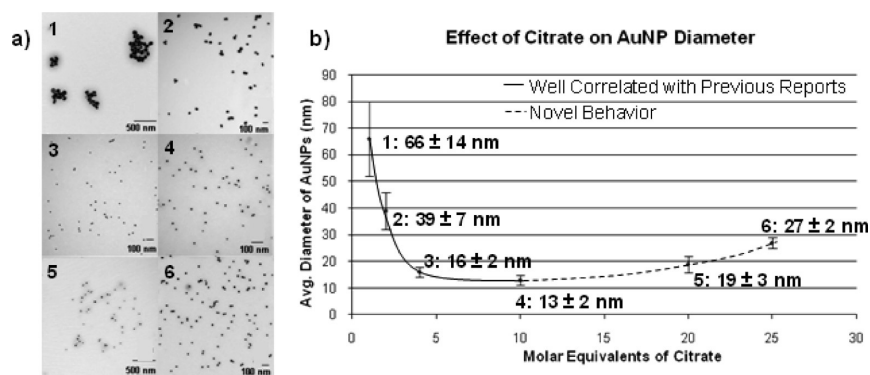 a)
1
2
500 nm
100 nm
3
4
100 nm
100 nm
5
6
500 nm
100 nm
b)
Effect of Citrate on AuNP Diameter
Avg. Diameter of AuNPs (nm)
90
80
70
60
50
40
30
20
10
0
Well Correlated with Previous Reports
Novel Behavior
1: 66 ± 14 nm
2: 39 ± 7 nm
3: 16 ± 2 nm
4: 13 ± 2 nm
5: 19 ± 3 nm
6: 27 ± 2 nm
0 5 10 15 20 25 30
Molar Equivalents of Citrate